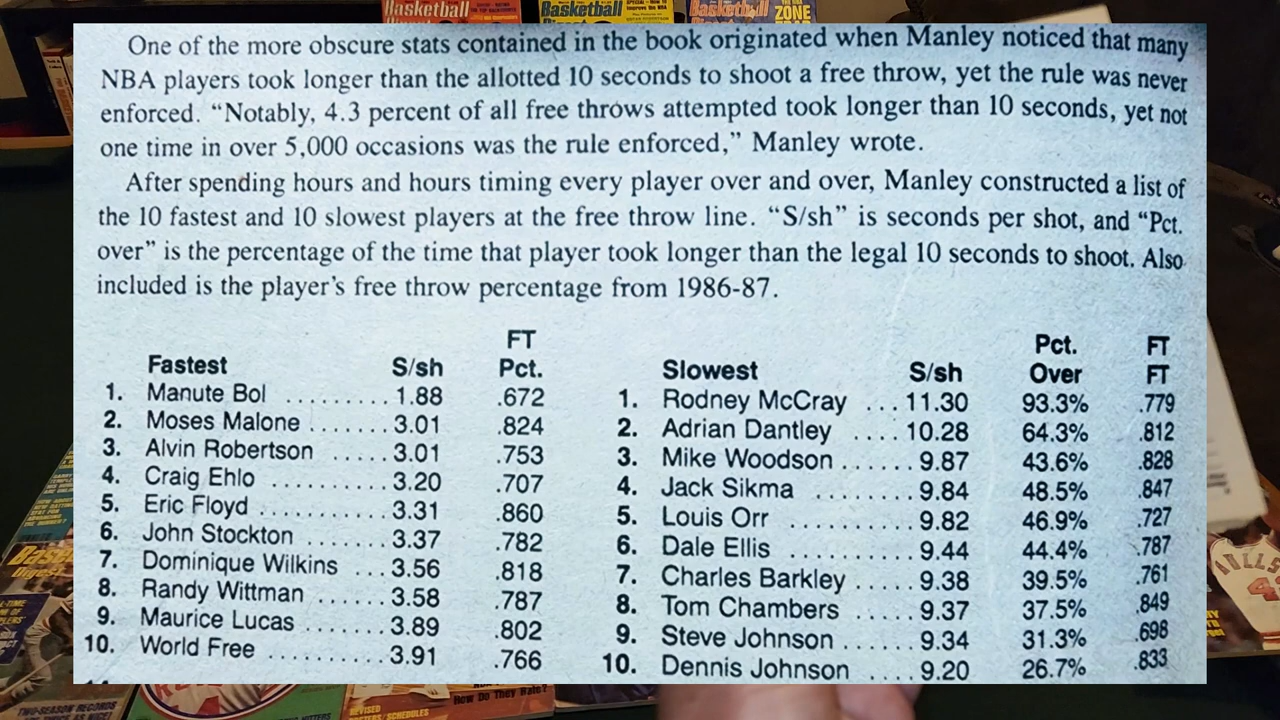 Basketball
Basketball
Basketball
ZONE
One of the more obscure stats contained in the book originated when Manley noticed that many
NBA players took longer than the allotted 10 seconds to shoot a free throw, yet the rule was never
enforced. “Notably, 4.3 percent of all free throws attempted took longer than 10 seconds, yet not
one time in over 5,000 occasions was the rule enforced,” Manley wrote.
After spending hours and hours timing every player over and over, Manley constructed a list of
the 10 fastest and 10 slowest players at the free throw line. “S/sh” is seconds per shot, and “Pct.
over” is the percentage of the time that player took longer than the legal 10 seconds to shoot. Also
included is the player’s free throw percentage from 1986-87.
FT
Fastest S/sh Pct.
1. Manute Bol ......... 1.88 .672
2. Moses Malone ....... 3.01 .824
3. Alvin Robertson ..... 3.01 .753
4. Craig Ehlo .......... 3.20 .707
5. Eric Floyd ........... 3.31 .860
6. John Stockton ....... 3.37 .782
7. Dominique Wilkins ... 3.56 .818
8. Randy Wittman ...... 3.58 .787
9. Maurice Lucas ....... 3.89 .802
10. World Free .......... 3.91 .766
Pct. FT
Slowest S/sh Over FT
1. Rodney McCray ... 11.30 93.3% .779
2. Adrian Dantley .... 10.28 64.3% .812
3. Mike Woodson ...... 9.87 43.6% .828
4. Jack Sikma ........ 9.84 48.5% .847
5. Louis Orr .......... 9.82 46.9% .727
6. Dale Ellis .......... 9.44 44.4% .787
7. Charles Barkley ..... 9.38 39.5% .761
8. Tom Chambers ..... 9.37 37.5% .849
9. Steve Johnson ...... 9.34 31.3% .698
10. Dennis Johnson .... 9.20 26.7% .833
How Do They Rate?